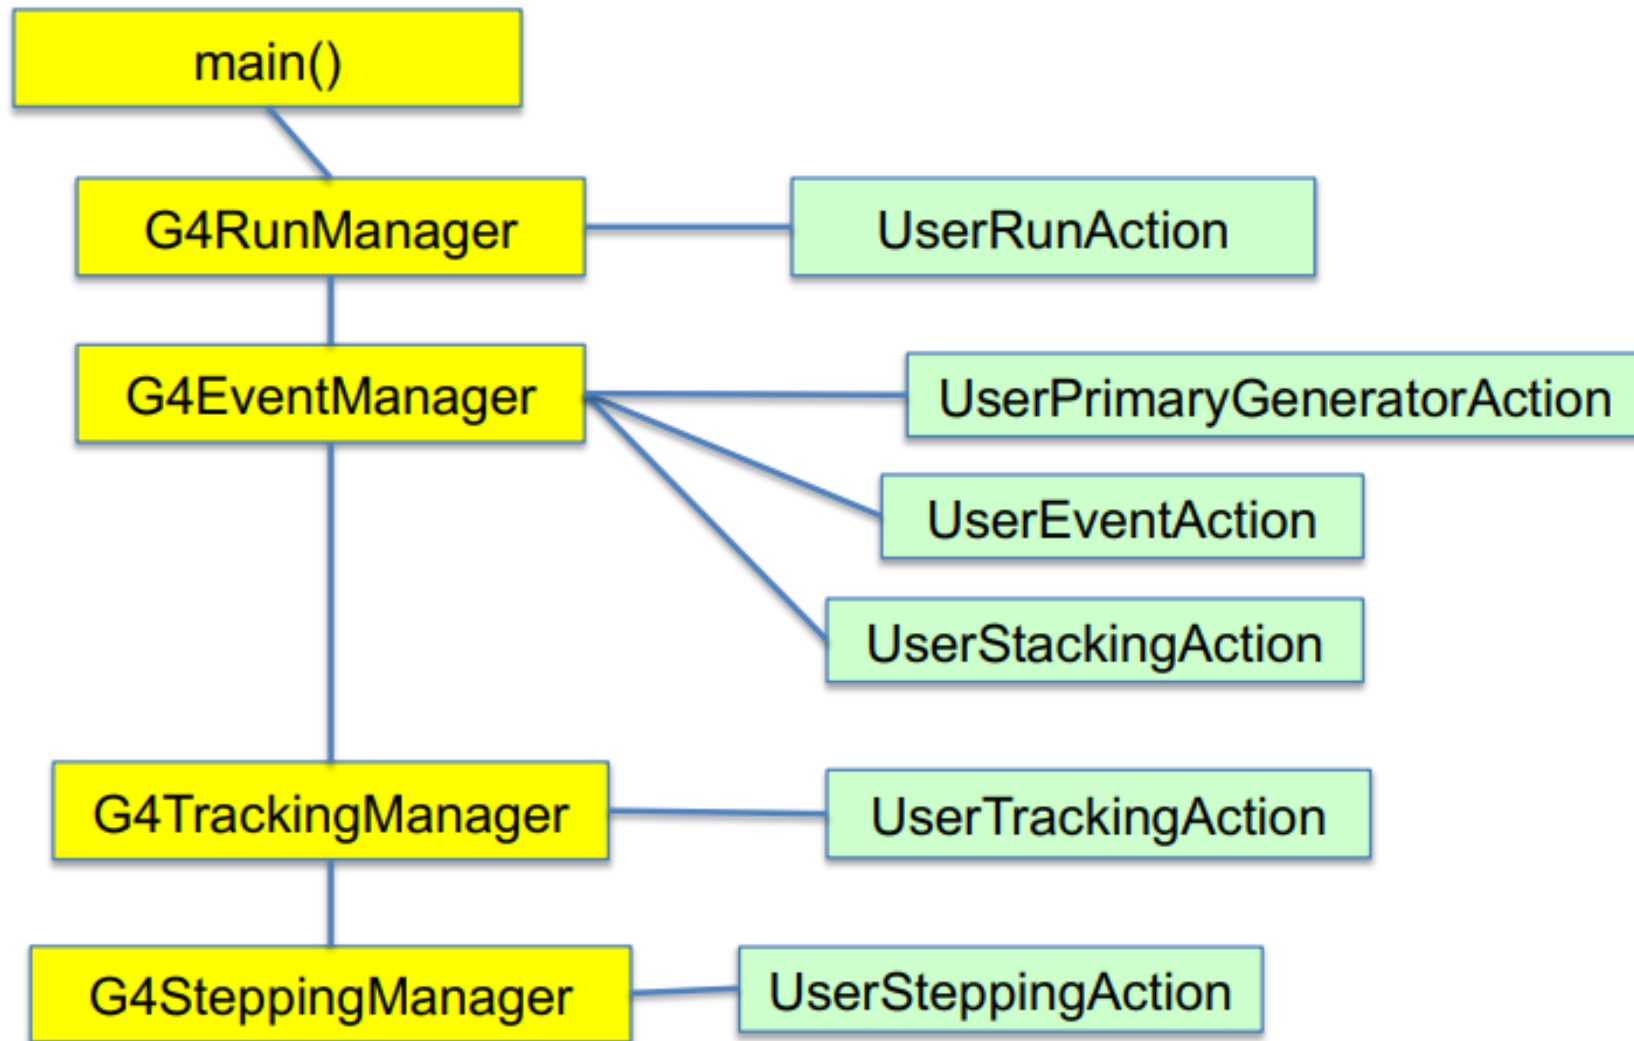 main()
G4RunManager
UserRunAction
G4EventManager
UserPrimaryGeneratorAction
UserEventAction
UserStackingAction
G4TrackingManager
UserTrackingAction
G4SteppingManager
UserSteppingAction